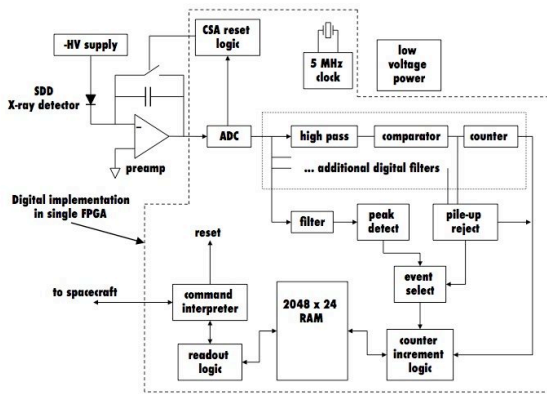 -HV supply
CSA reset
logic
5 MHz
clock
low
voltage
power
SDD
X-ray detector
preamp
ADC
high pass
comparator
counter
... additional digital filters
Digital implementation
in single FPGA
filter
peak
detect
pile-up
reject
reset
event
select
to spacecraft
command
interpreter
2048 x 24
RAM
readout
logic
counter
increment
logic